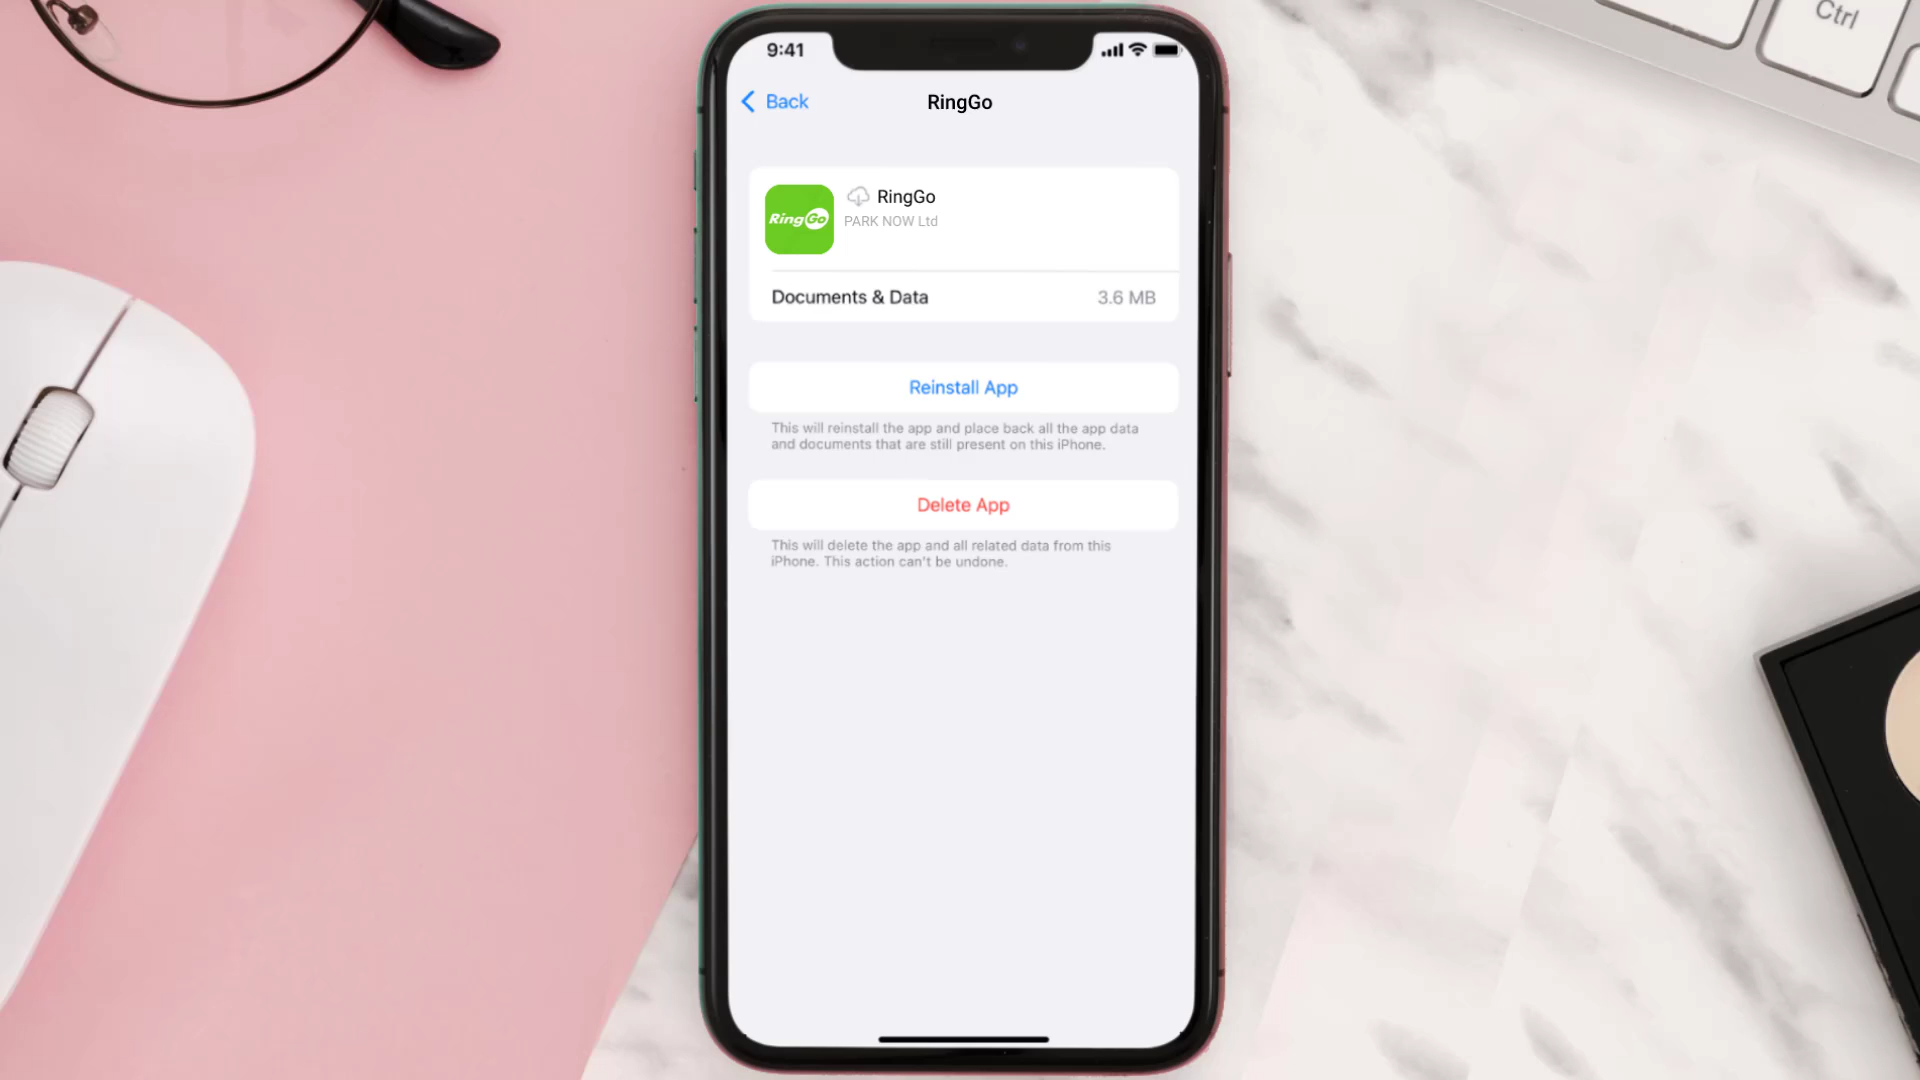 Ctrl
9:41
Back
RingGo
RingGo
RingGo
PARK NOW Ltd
Documents & Data
3.6 MB
Reinstall App
This will reinstall the app and place back all the app data
and documents that are still present on this iPhone.
Delete App
This will delete the app and all related data from this
iPhone. This action can't be undone.